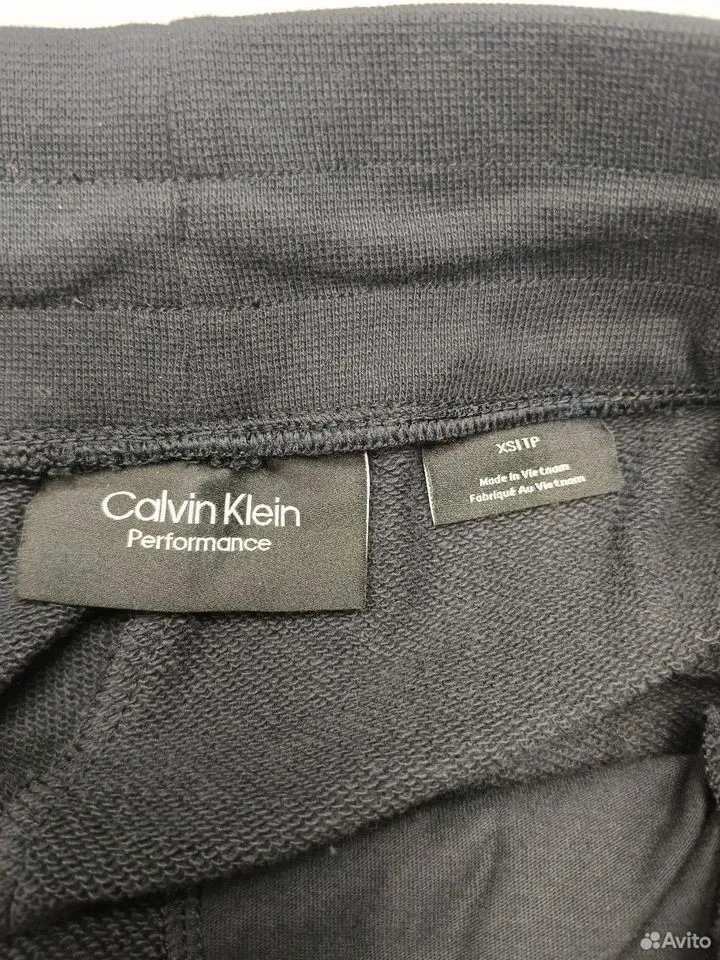 Calvin Klein
Performance
XS|TP
Made In Vietnam
Fabriqué Au Vietnam
Avito